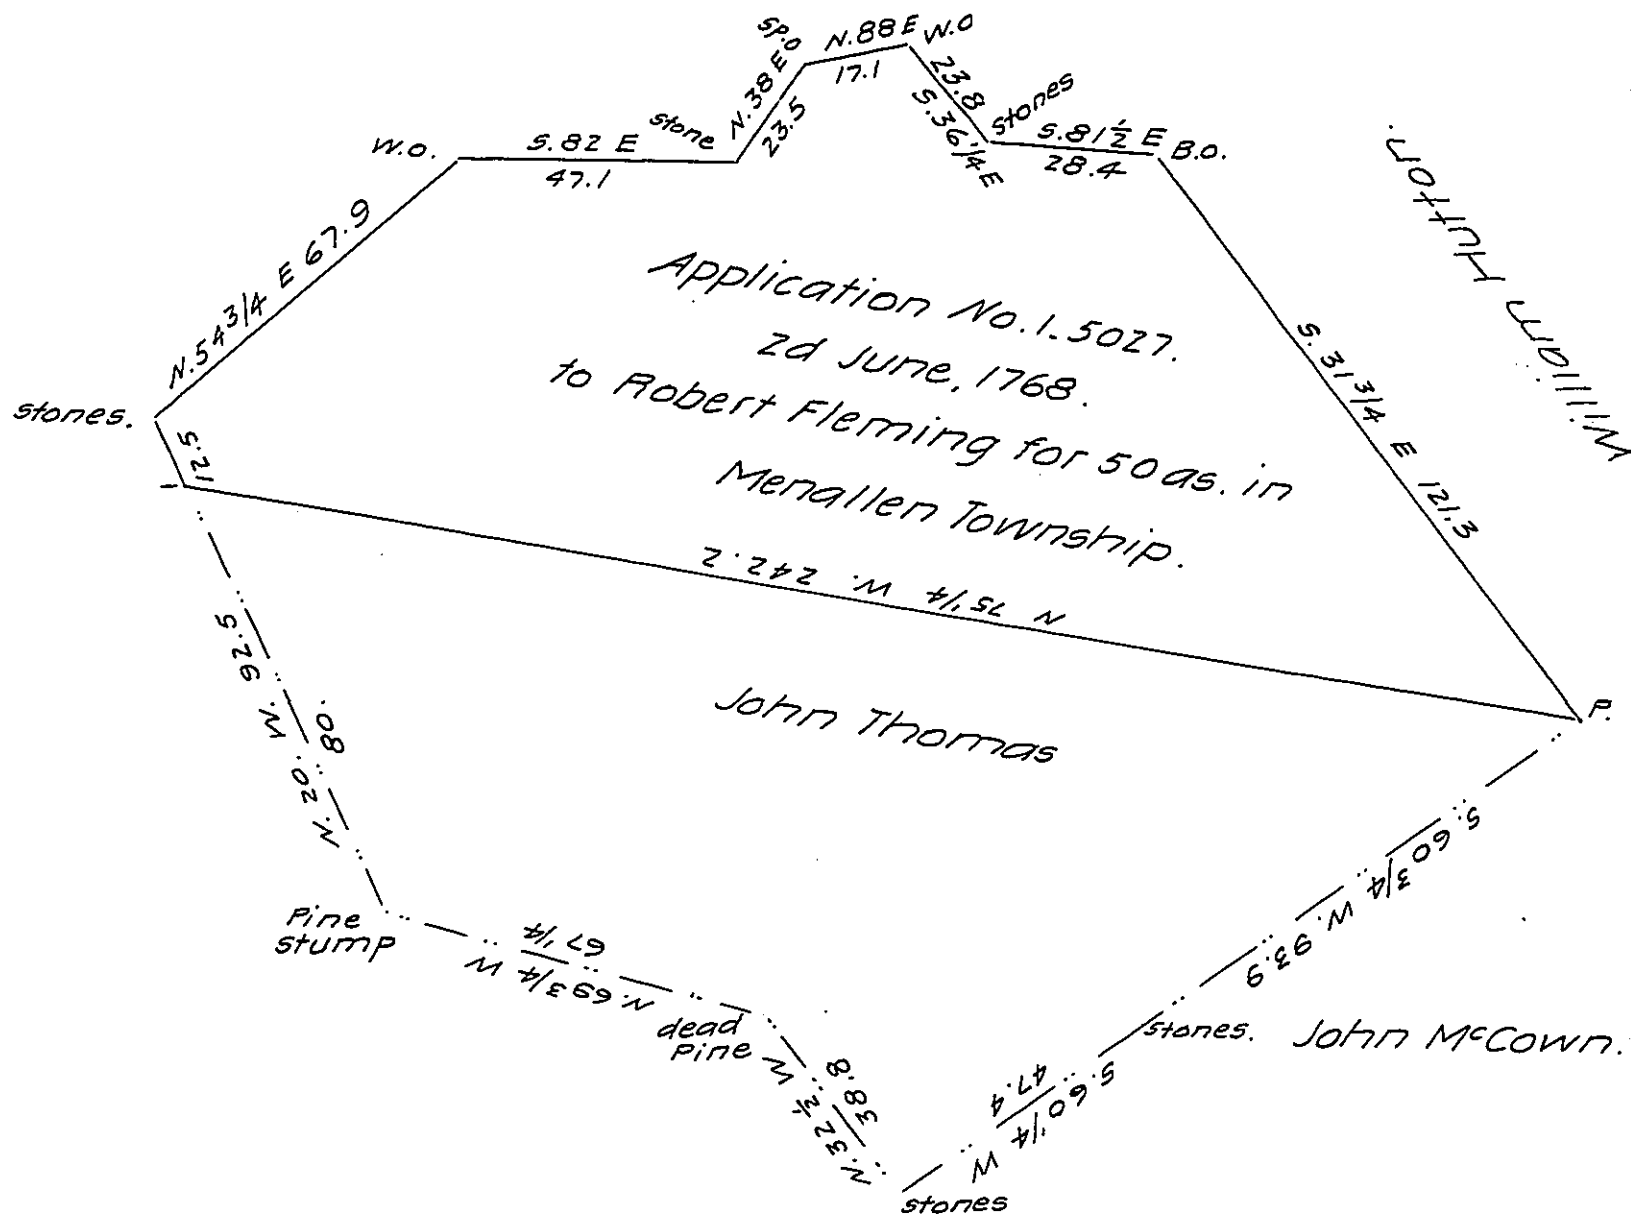 N.88 E
17.1
W.O
SP.O
N.38 E
23.5
23.8
S.36 1/4 E
stones
S.81 1/2 E
28.4
B.O.
stone
S.82 E
47.1
W.O.
N.54 3/4 E 67.9
stones.
12.5
William Hutton.
S.31 3/4 E 121.3
Application No.1.5027.
2d June, 1768.
to Robert Fleming for 50 as. in
Menallen Township.
N 75 1/4 W. 242.2
P.
John Thomas
N. 20 W. 92.5
80.
Pine
stump
N.69 3/4 W
67 1/4
dead
Pine
N.32 1/2 W
38.8
stones
S.60 1/4 W
47.4
stones.
S. 60 3/4 W. 93.9
John McCown.